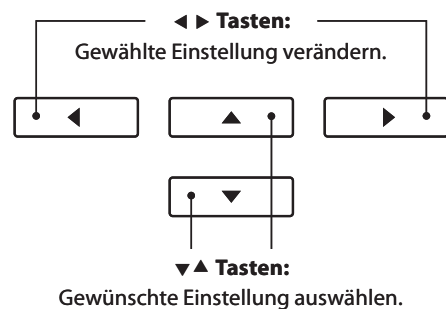 ◀ ▶ Tasten:
Gewählte Einstellung verändern.
◀ ▲ ▶
▼
▼▲ Tasten:
Gewünschte Einstellung auswählen.